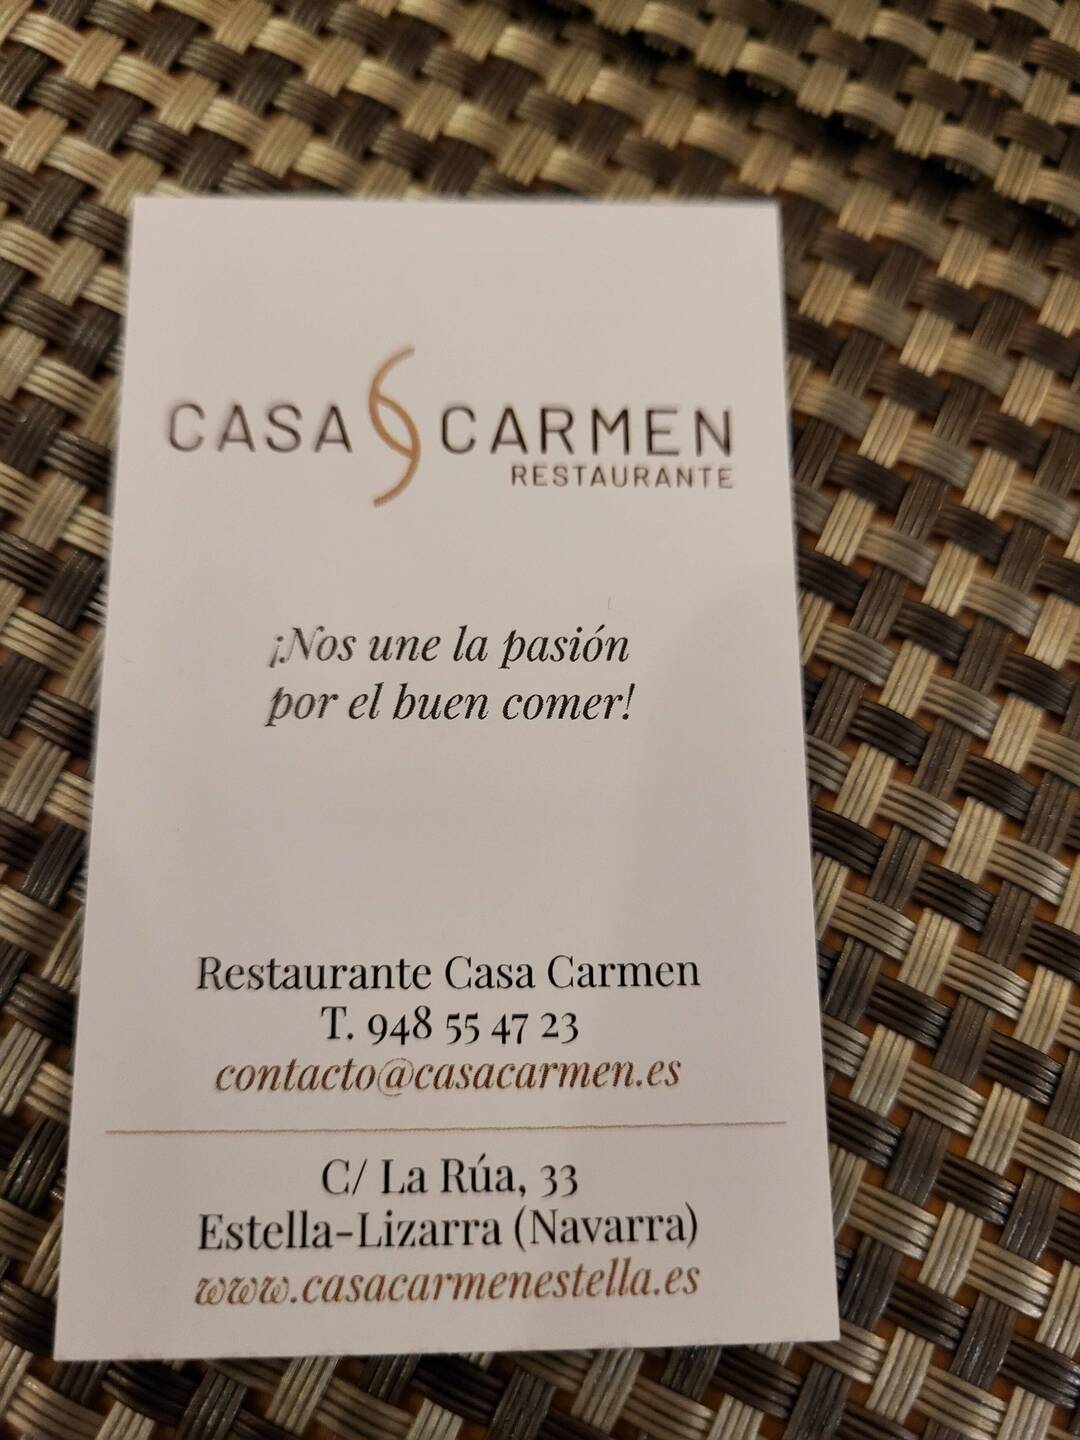 CASA CARMEN
RESTAURANTE
¡Nos une la pasión
por el buen comer!
Restaurante Casa Carmen
T. 948 55 47 23
contacto@casacarmen.es
C/ La Rúa, 33
Estella-Lizarra (Navarra)
www.casacarmenestella.es